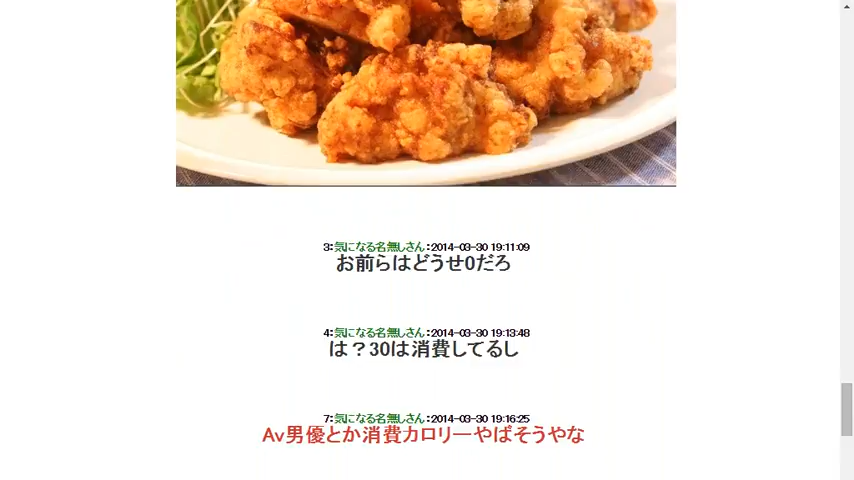 3：気になる名無しさん：2014-03-30 19:11:09
お前らはどうせ0だろ
4：気になる名無しさん：2014-03-30 19:13:48
は？30は消費してるし
7：気になる名無しさん：2014-03-30 19:16:25
Av男優とか消費カロリーやばそうやな